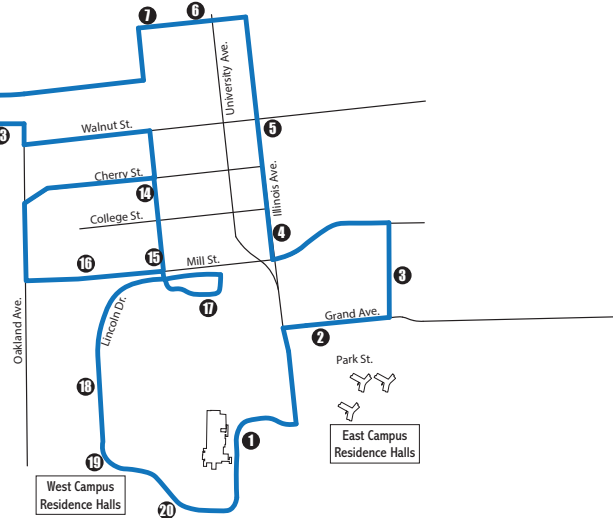 7
6
University Ave.
3
Walnut St.
5
Cherry St.
14
Illinois Ave.
College St.
4
15
Mill St.
16
3
17
Oakland Ave.
Lincoln Dr.
Grand Ave.
2
Park St.
18
1
East Campus
Residence Halls
19
West Campus
Residence Halls
20